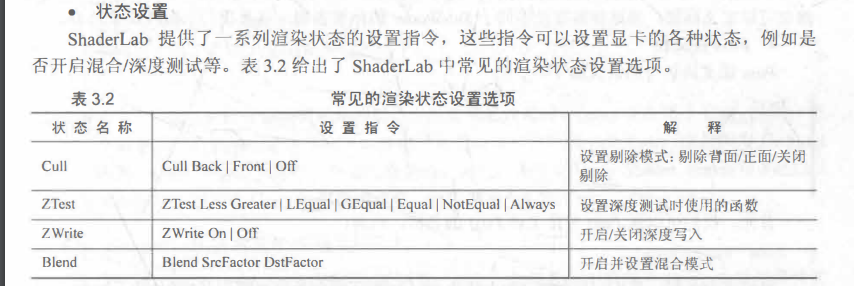 • 状态设置
ShaderLab 提供了一系列渲染状态的设置指令，这些指令可以设置显卡的各种状态，例如是
否开启混合/深度测试等。表 3.2 给出了 ShaderLab 中常见的渲染状态设置选项。
表 3.2 常见的渲染状态设置选项
状 态 名 称 设 置 指 令 解 释
Cull Cull Back | Front | Off 设置剔除模式：剔除背面/正面/关闭
剔除
ZTest ZTest Less Greater | LEqual | GEqual | Equal | NotEqual | Always 设置深度测试时使用的函数
ZWrite ZWrite On | Off 开启/关闭深度写入
Blend Blend SrcFactor DstFactor 开启并设置混合模式